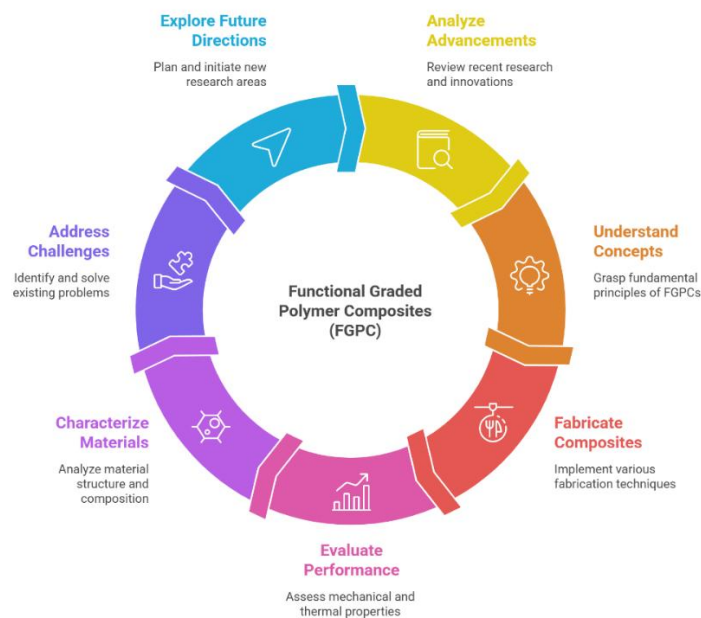 Explore Future
Directions
Plan and initiate new
research areas
Analyze
Advancements
Review recent research
and innovations
Understand
Concepts
Grasp fundamental
principles of FGPCs
Fabricate
Composites
Implement various
fabrication techniques
Evaluate
Performance
Assess mechanical and
thermal properties
Characterize
Materials
Analyze material
structure and
composition
Address
Challenges
Identify and solve
existing problems
Functional Graded
Polymer Composites
(FGPC)